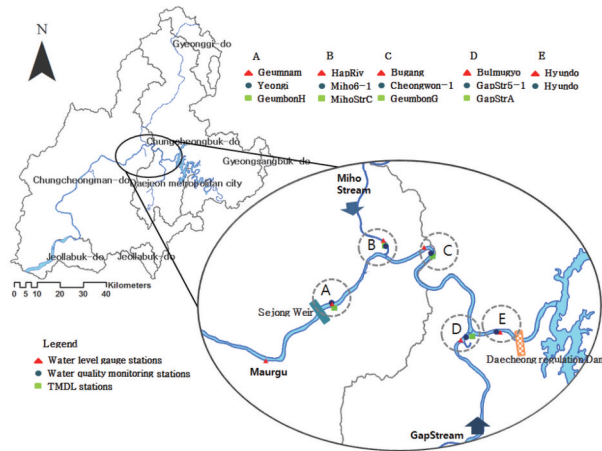 N
Gyeonggi-do
Chungcheongbuk-do
Gyeongsangbuk-do
Chungcheongman-do
Daejeon metropolitan city
Jeollabuk-do
Jeollabuk-do
Kilometers
0 5 10 20 30 40
A B C D E
Geumnam HapRiv Bugang Bulmugyo Hyundo
Yeongi Miho6-1 Cheongwon-1 GapStr5-1 Hyundo
GeumbonH MihoStrC GeumbonG GapStrA
Miho Stream
B
C
A
Sejong Weir
D
E
Daecheong regulation Dam
Maurgu
GapStream
Legend
Water level gauge stations
Water quality monitoring stations
TMDL stations